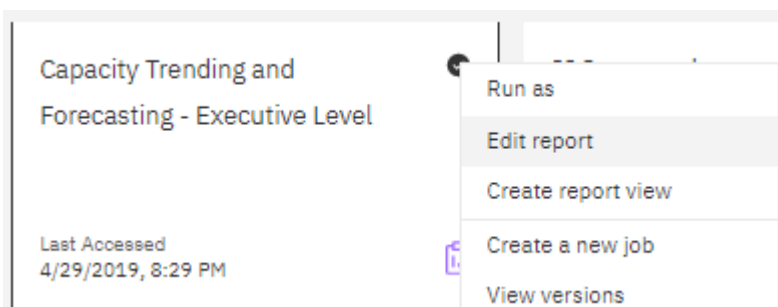 Capacity Trending and
Forecasting - Executive Level
Last Accessed
4/29/2019, 8:29 PM
Run as
Edit report
Create report view
Create a new job
View versions